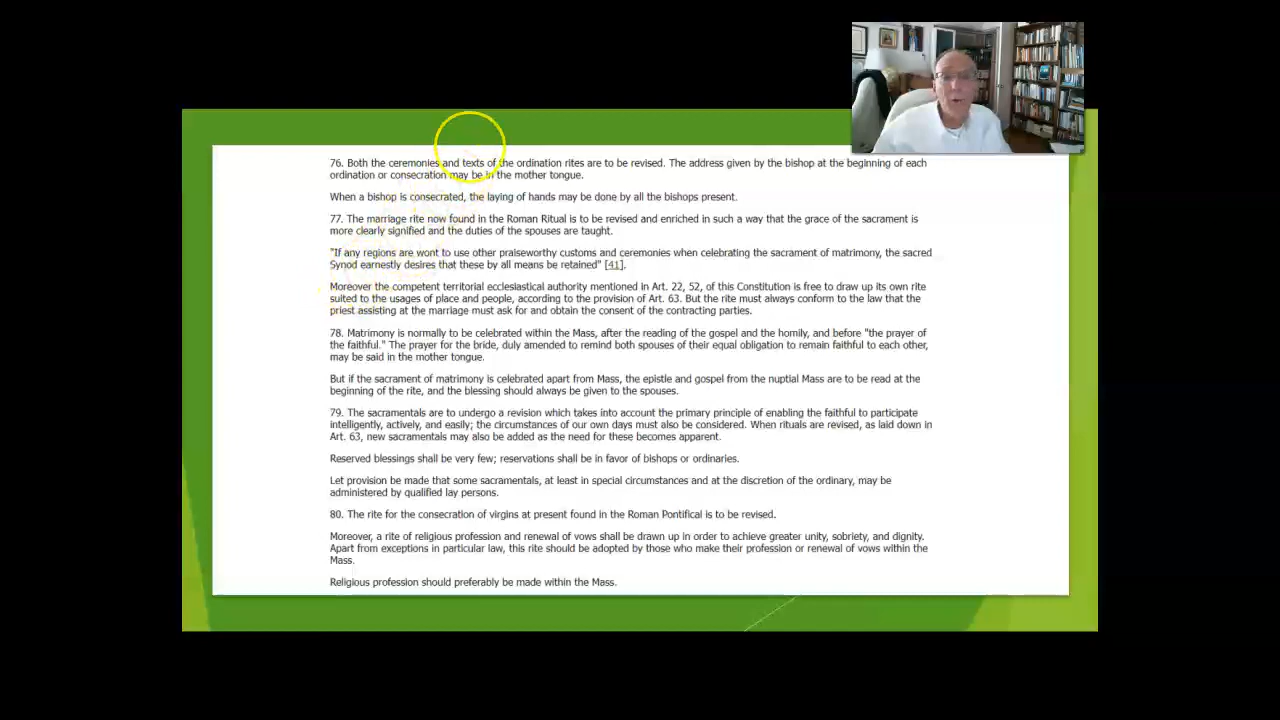 76. Both the ceremonies and texts of the ordination rites are to be revised. The address given by the bishop at the beginning of each
ordination or consecration may be in the mother tongue.
When a bishop is consecrated, the laying of hands may be done by all the bishops present.
77. The marriage rite now found in the Roman Ritual is to be revised and enriched in such a way that the grace of the sacrament is
more clearly signified and the duties of the spouses are taught.
"If any regions are wont to use other praiseworthy customs and ceremonies when celebrating the sacrament of matrimony, the sacred
Synod earnestly desires that these by all means be retained" [41].
Moreover the competent territorial ecclesiastical authority mentioned in Art. 22, 52, of this Constitution is free to draw up its own rite
suited to the usages of place and people, according to the provision of Art. 63. But the rite must always conform to the law that the
priest assisting at the marriage must ask for and obtain the consent of the contracting parties.
78. Matrimony is normally to be celebrated within the Mass, after the reading of the gospel and the homily, and before "the prayer of
the faithful." The prayer for the bride, duly amended to remind both spouses of their equal obligation to remain faithful to each other,
may be said in the mother tongue.
But if the sacrament of matrimony is celebrated apart from Mass, the epistle and gospel from the nuptial Mass are to be read at the
beginning of the rite, and the blessing should always be given to the spouses.
79. The sacramentals are to undergo a revision which takes into account the primary principle of enabling the faithful to participate
intelligently, actively, and easily; the circumstances of our own days must also be considered. When rituals are revised, as laid down in
Art. 63, new sacramentals may also be added as the need for these becomes apparent.
Reserved blessings shall be very few; reservations shall be in favor of bishops or ordinaries.
Let provision be made that some sacramentals, at least in special circumstances and at the discretion of the ordinary, may be
administered by qualified lay persons.
80. The rite for the consecration of virgins at present found in the Roman Pontifical is to be revised.
Moreover, a rite of religious profession and renewal of vows shall be drawn up in order to achieve greater unity, sobriety, and dignity.
Apart from exceptions in particular law, this rite should be adopted by those who make their profession or renewal of vows within the
Mass.
Religious profession should preferably be made within the Mass.